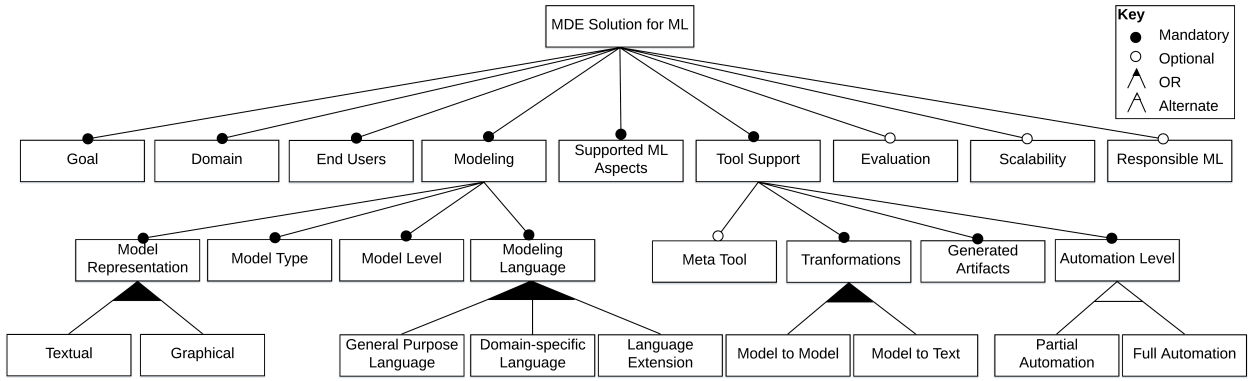 MDE Solution for ML
Key
Mandatory
Optional
OR
Alternate
Goal
Domain
End Users
Modeling
Supported ML
Aspects
Tool Support
Evaluation
Scalability
Responsible ML
Model
Representation
Model Type
Model Level
Modeling
Language
Meta Tool
Tranformations
Generated
Artifacts
Automation Level
Textual
Graphical
General Purpose
Language
Domain-specific
Language
Language
Extension
Model to Model
Model to Text
Partial
Automation
Full Automation